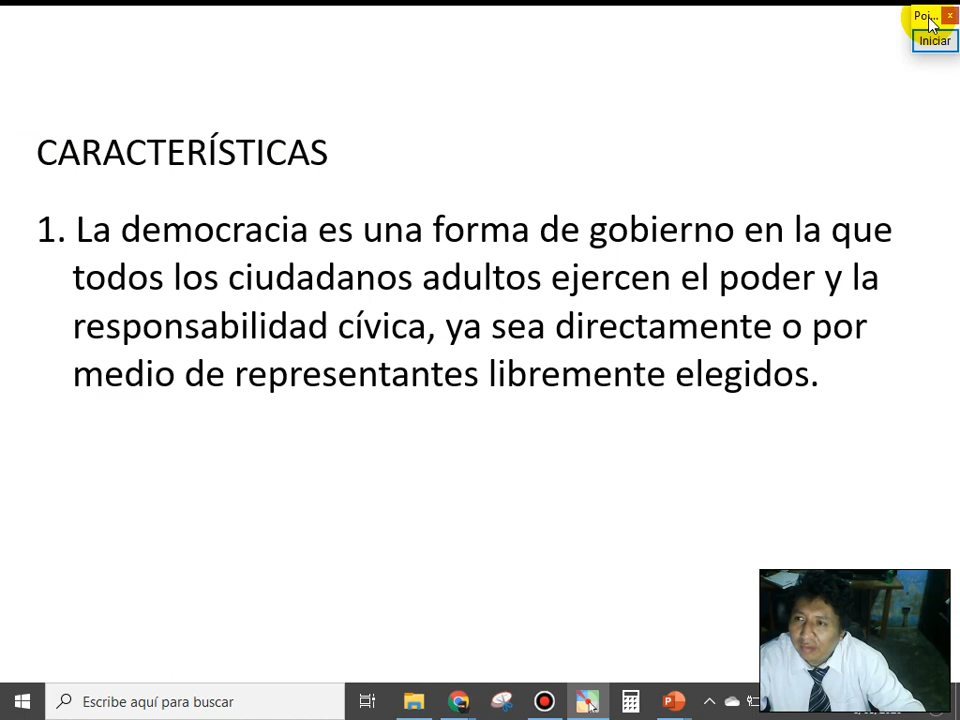 Poi...
x
Iniciar
CARACTERÍSTICAS
1. La democracia es una forma de gobierno en la que
todos los ciudadanos adultos ejercen el poder y la
responsabilidad cívica, ya sea directamente o por
medio de representantes libremente elegidos.
Escribe aquí para buscar